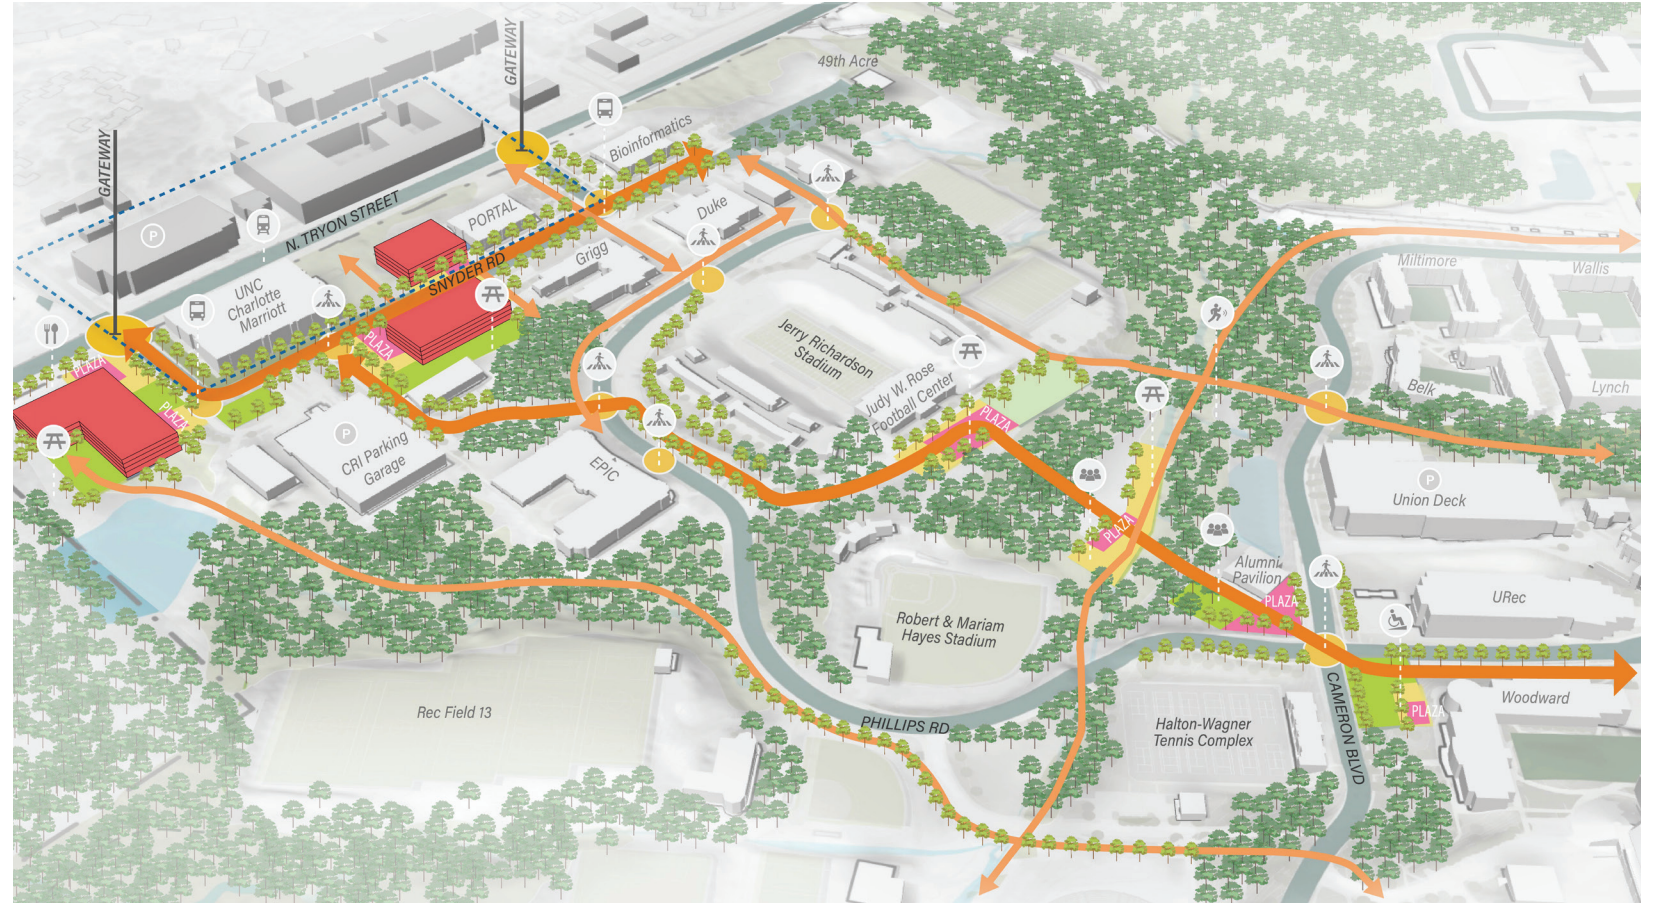 GATEWAY
49th Acre
GATEWAY
Bioinformatics
P
N. TRYON STREET
PORTAL
Duke
SNYDER RD
Grigg
UNC
Charlotte
Marriott
Miltimore
Wallis
PLAZA
PLAZA
PLAZA
Jerry Richardson
Stadium
Judy W. Rose
Football Center
PLAZA
Belk
Lynch
P
CRI Parking
Garage
EPIC
P
Union Deck
PLAZA
Alumni
Pavilion
PLAZA
URec
Robert & Mariam
Hayes Stadium
Rec Field 13
PHILLIPS RD
Halton-Wagner
Tennis Complex
CAMERON BLVD
Woodward
PLAZA